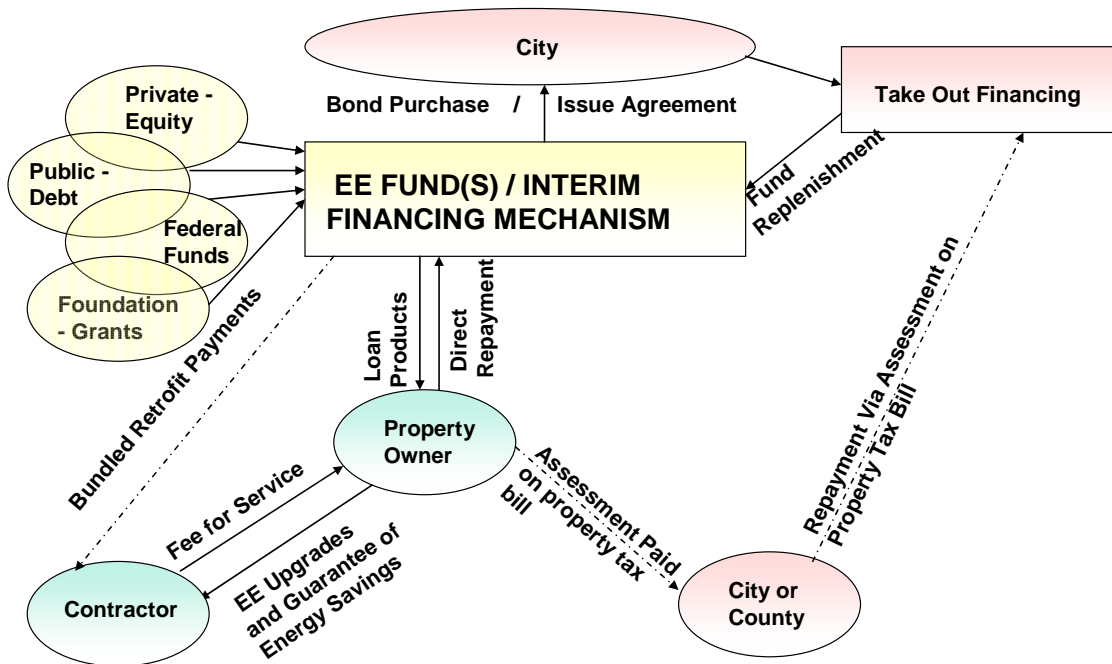 City
Bond Purchase / Issue Agreement
Take Out Financing
Private -
Equity
Public -
Debt
Federal
Funds
Foundation
- Grants
EE FUND(S) / INTERIM
FINANCING MECHANISM
Fund
Replenishment
Bundled Retrofit Payments
Loan
Products
Direct
Repayment
Property
Owner
Fee for Service
EE Upgrades
and Guarantee of
Energy Savings
Contractor
Assessment Paid
on property tax
bill
City or
County
Repayment Via Assessment on
Property Tax Bill